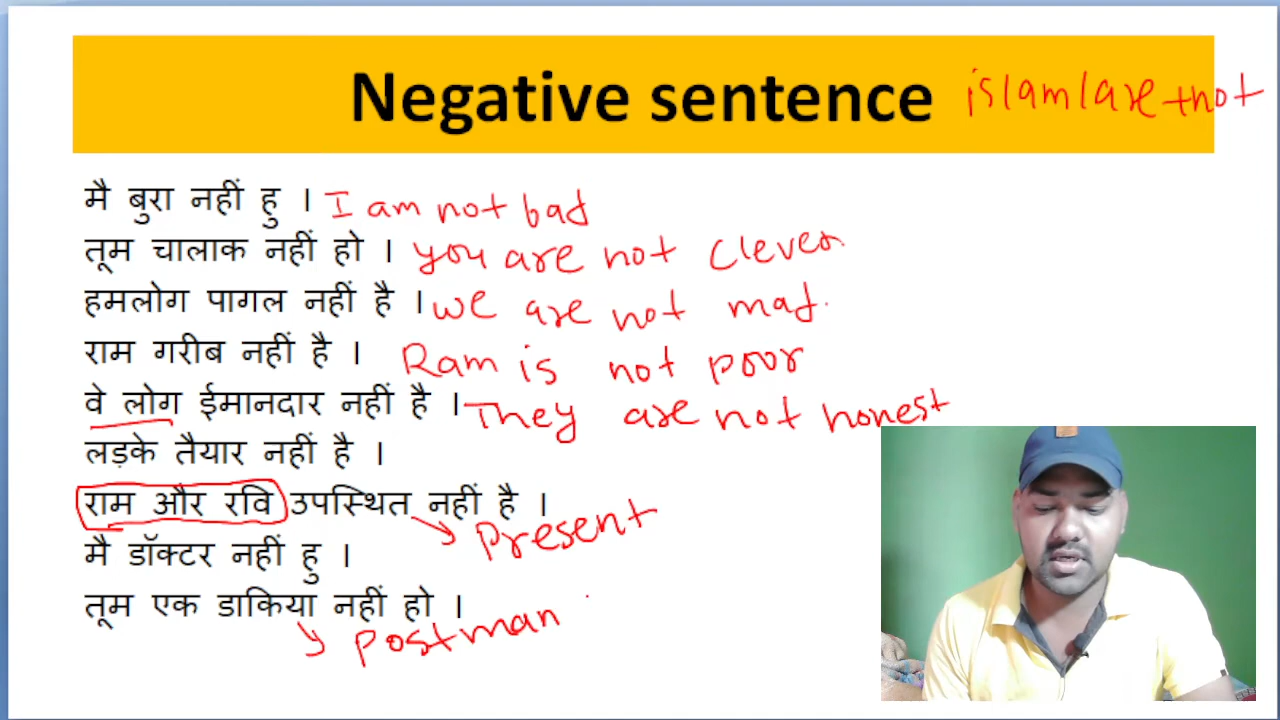 Negative sentence is/am/are+not
मै बुरा नहीं हु । I am not bad
तूम चालाक नहीं हो । you are not clever
हमलोग पागल नहीं है । we are not mad.
राम गरीब नहीं है । Ram is not poor
वे लोग ईमानदार नहीं है । They are not honest
लड़के तैयार नहीं है ।
राम और रवि उपस्थित नहीं है ।
Present
मै डॉक्टर नहीं हु ।
तूम एक डाकिया नहीं हो ।
Postman